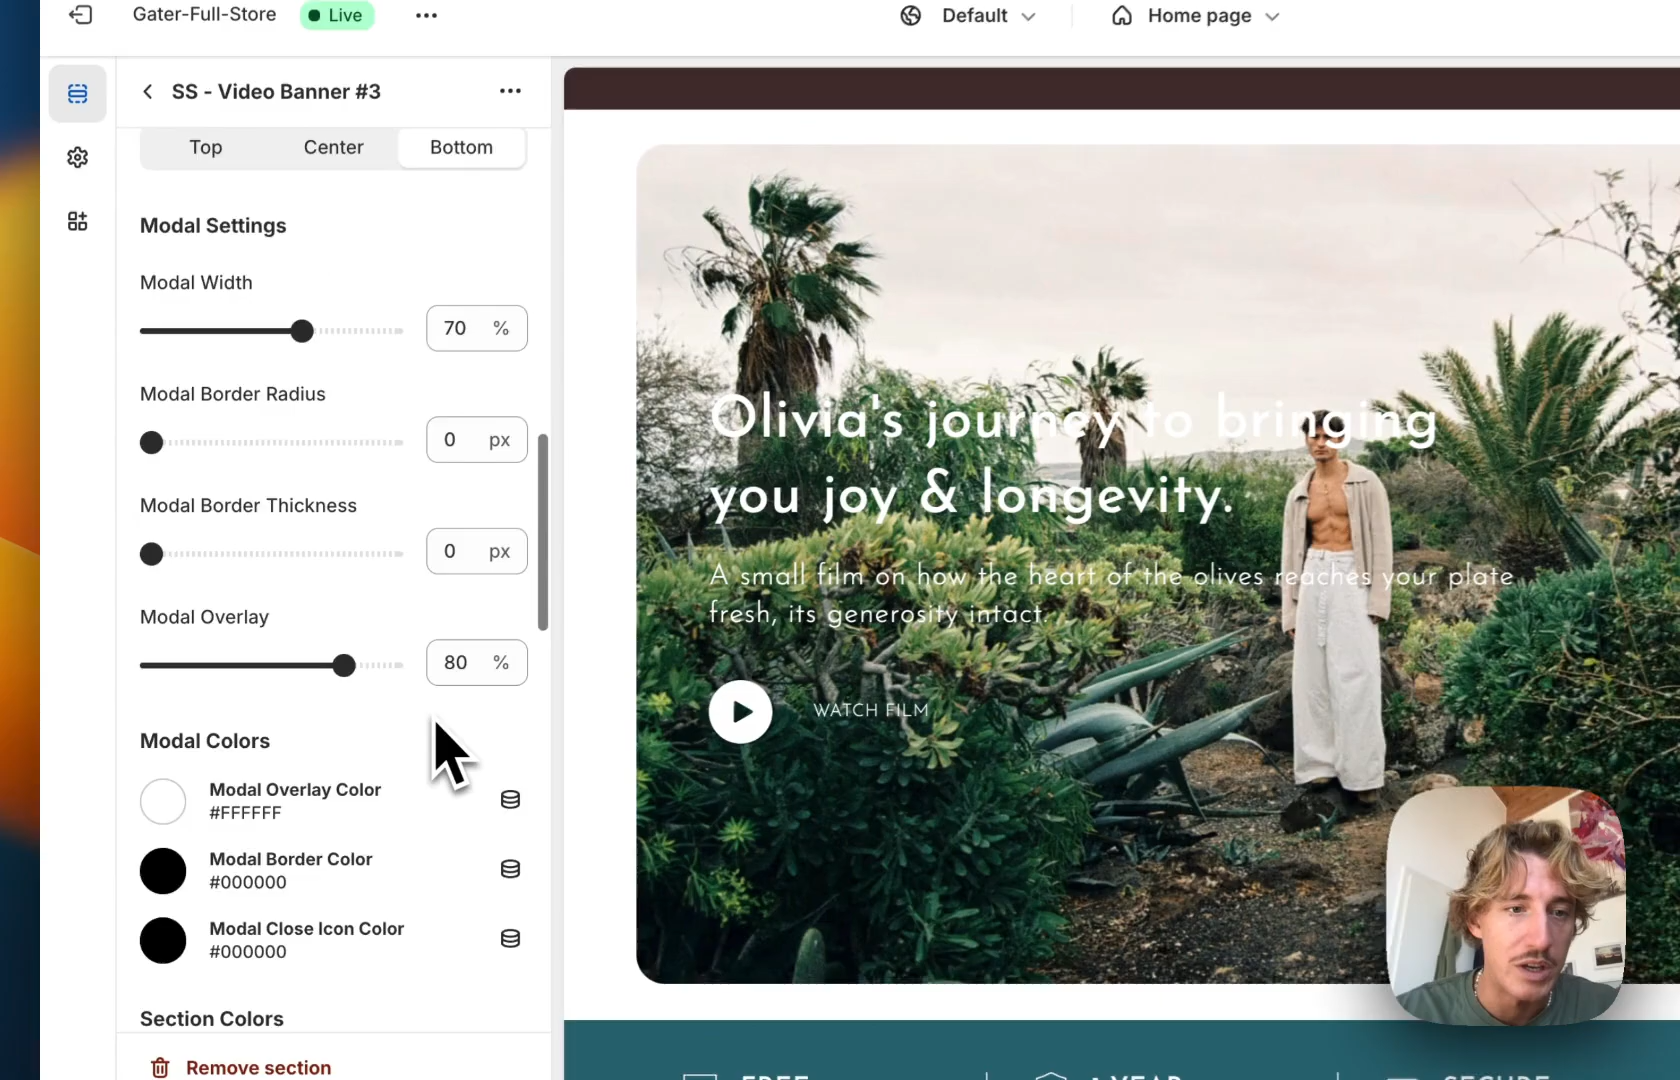 Gater-Full-Store
Live
Default
Home page
SS - Video Banner #3
Top
Center
Bottom
Modal Settings
Modal Width
70 %
Modal Border Radius
0 px
Modal Border Thickness
0 px
Modal Overlay
80 %
Modal Colors
Modal Overlay Color
#FFFFFF
Modal Border Color
#000000
Modal Close Icon Color
#000000
Section Colors
Remove section
Olivia's journey to bringing
you joy & longevity.
A small film on how the heart of the olives reaches your plate
fresh, its generosity intact.
WATCH FILM
FREE
1 YEAR
SECURE